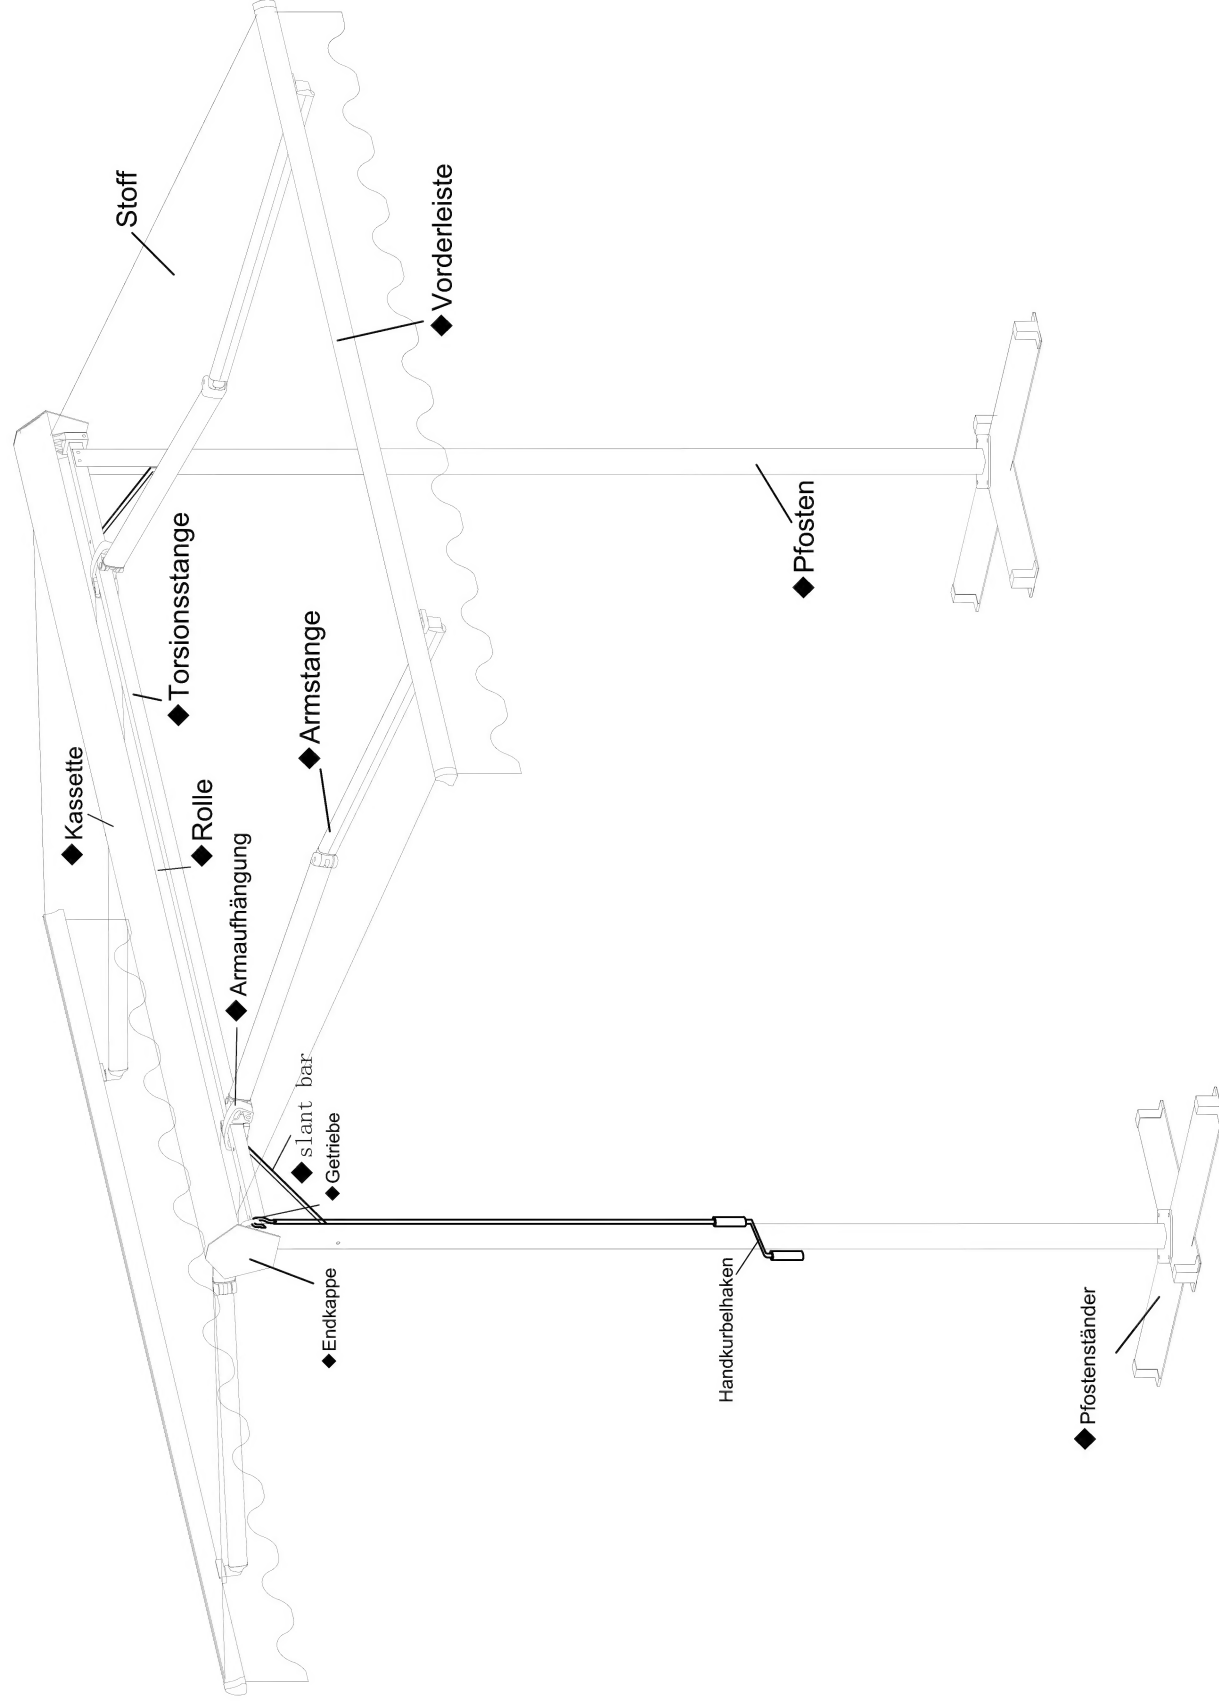 Stoff
◆Vorderleiste
◆Torsionsstange
◆Pfosten
◆Armstange
◆Kassette
◆Rolle
◆Armaufhängung
◆slant bar
◆Getriebe
◆Endkappe
Handkurbelhaken
◆Pfostenständer